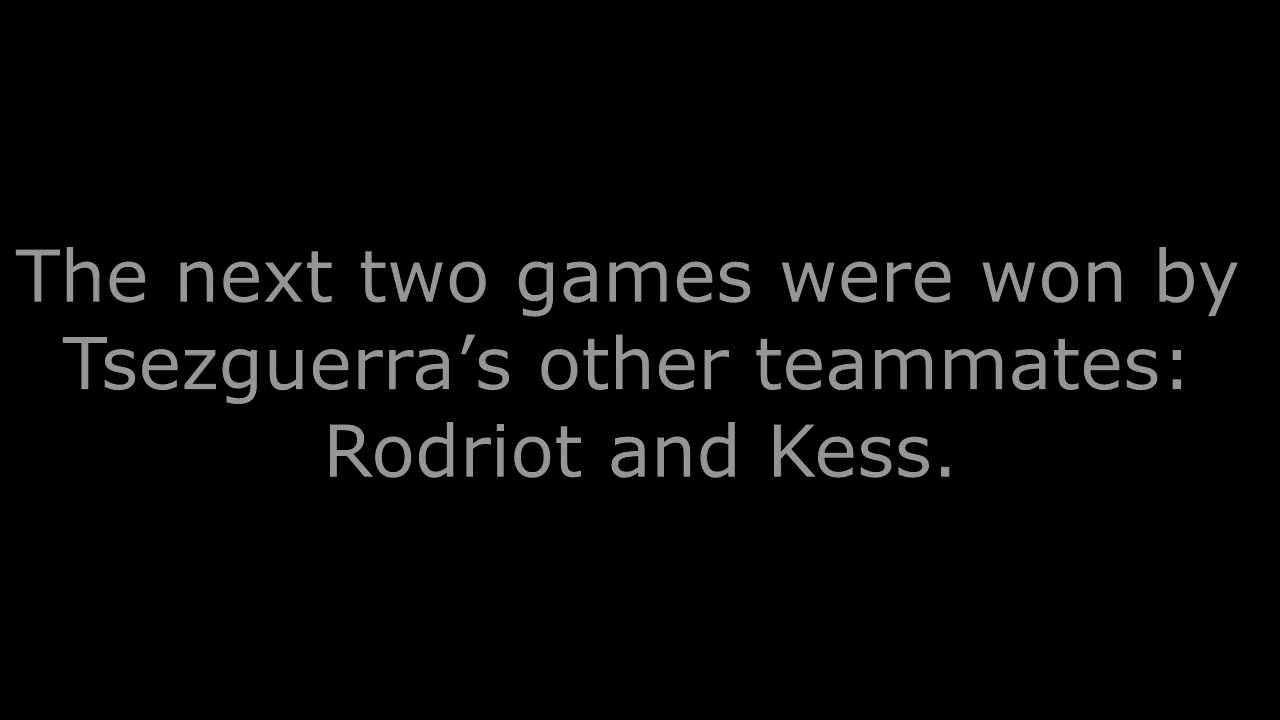 The next two games were won by
Tsezguerra’s other teammates:
Rodriot and Kess.